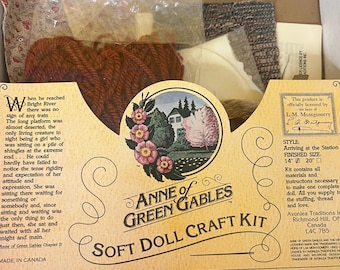 When he reached
Bright River
there was no
sign of any train ...
The long platform was
almost deserted; the
only living creature in
sight being a girl who
was sitting on a pile of
shingles at the extreme
end ... He could
hardly have failed to
notice the tense rigidity
and expectation of her
attitude and
expression. She was
sitting there waiting for
something or
somebody and, since
sitting and waiting was
the only thing to do
just then, she sat and
waited with all her
might and main.
Anne of Green Gables Chapter 2
MADE IN CANADA
ANNE of
GREEN GABLES
SOFT DOLL CRAFT KIT
This product is
officially licensed by
the heirs of
L.M. Montgomery
STYLE:
Arriving at the Station
FINISHED SIZE:
14" 20"
Kit contains all
materials and
instructions necessary
to make one complete
doll. All you supply is
the stuffing, thread
and love.
Avonlea Traditions
Richmond Hill,
Canada
L4C 7B5